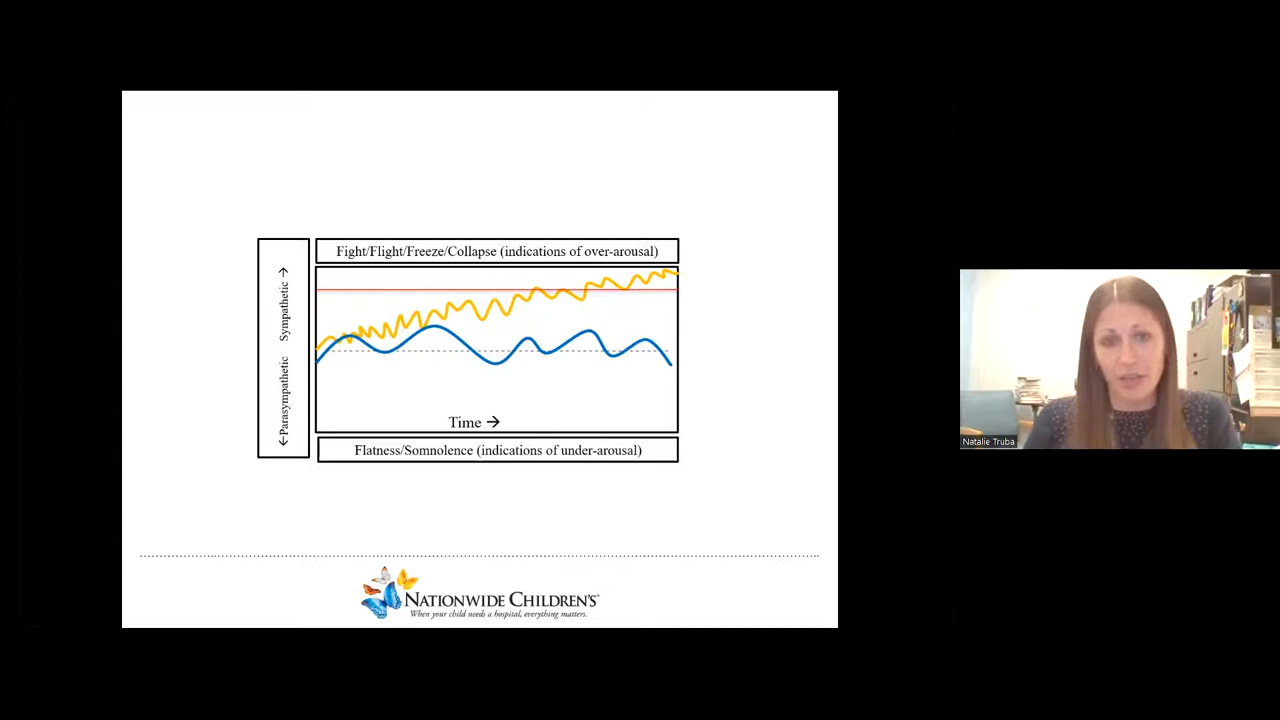 Fight/Flight/Freeze/Collapse (indications of over-arousal)
←Parasympathetic Sympathetic →
Time →
Flatness/Somnolence (indications of under-arousal)
NATIONWIDE CHILDREN'S®
When your child needs a hospital, everything matters.
Natalie Truba